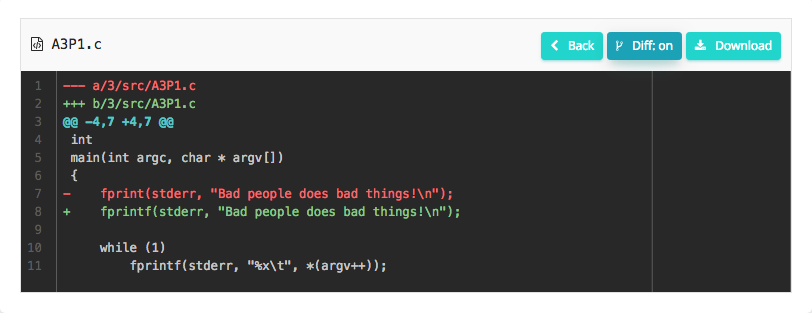 A3P1.c
Back
Diff: on
Download
1 --- a/3/src/A3P1.c
2 +++ b/3/src/A3P1.c
3 @@ -4,7 +4,7 @@
4 int
5 main(int argc, char * argv[])
6 {
7 -    fprint(stderr, "Bad people does bad things!\n");
8 +    fprintf(stderr, "Bad people does bad things!\n");
9
10     while (1)
11         fprintf(stderr, "%x\t", *(argv++));